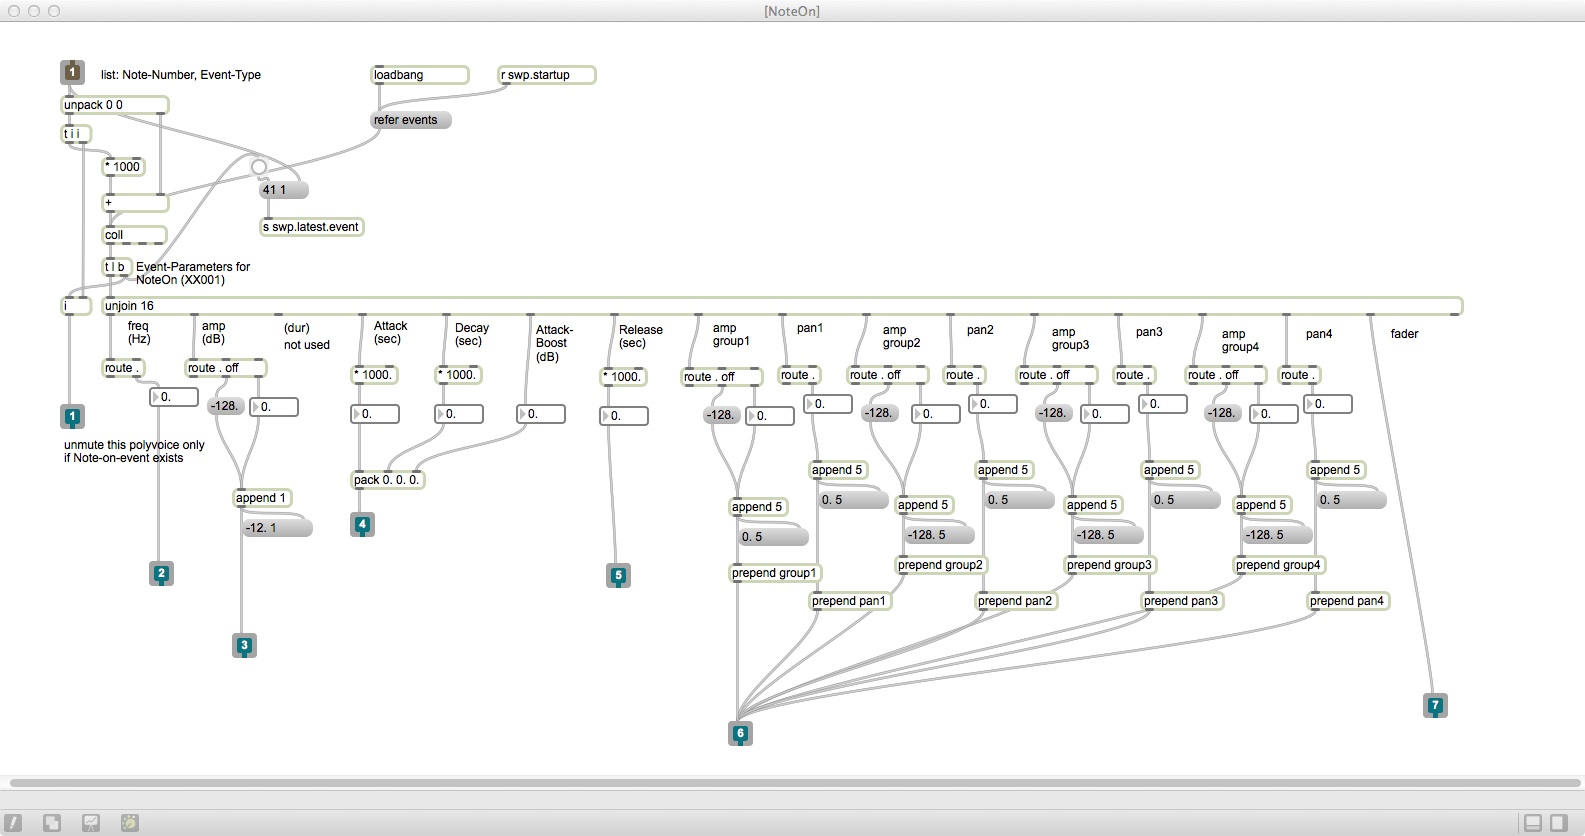 [NoteOn]
1
list: Note-Number, Event-Type
loadbang
r swp.startup
unpack 0 0
refer events
t i i
* 1000
41 1
+
s swp.latest.event
coll
t l b
Event-Parameters for
NoteOn (XX001)
i
unjoin 16
freq
(Hz)
amp
(dB)
(dur)
not used
Attack
(sec)
Decay
(sec)
Attack-
Boost
(dB)
Release
(sec)
amp
group1
pan1
amp
group2
pan2
amp
group3
pan3
amp
group4
pan4
fader
route .
route . off
* 1000.
* 1000.
* 1000.
route . off
route .
route . off
route .
route . off
route .
route . off
route .
0.
-128.
0.
0.
0.
0.
0.
-128.
0.
0.
-128.
0.
0.
-128.
0.
0.
-128.
0.
0.
1
unmute this polyvoice only
if Note-on-event exists
pack 0. 0. 0.
append 5
append 5
append 5
append 5
append 1
0. 5
0. 5
0. 5
0. 5
append 5
append 5
append 5
append 5
-12. 1
4
0. 5
-128. 5
-128. 5
-128. 5
2
5
prepend group1
prepend group2
prepend group3
prepend group4
prepend pan1
prepend pan2
prepend pan3
prepend pan4
3
6
7